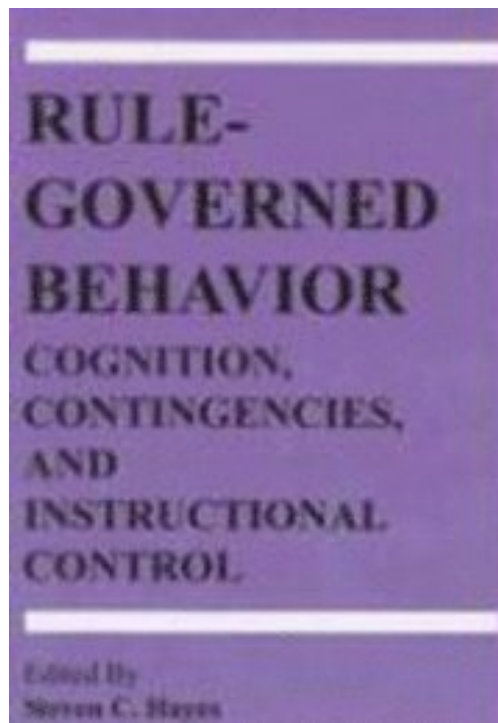 RULE-
GOVERNED
BEHAVIOR
COGNITION,
CONTINGENCIES,
AND
INSTRUCTIONAL
CONTROL
Edited By
Steven C. Hayes